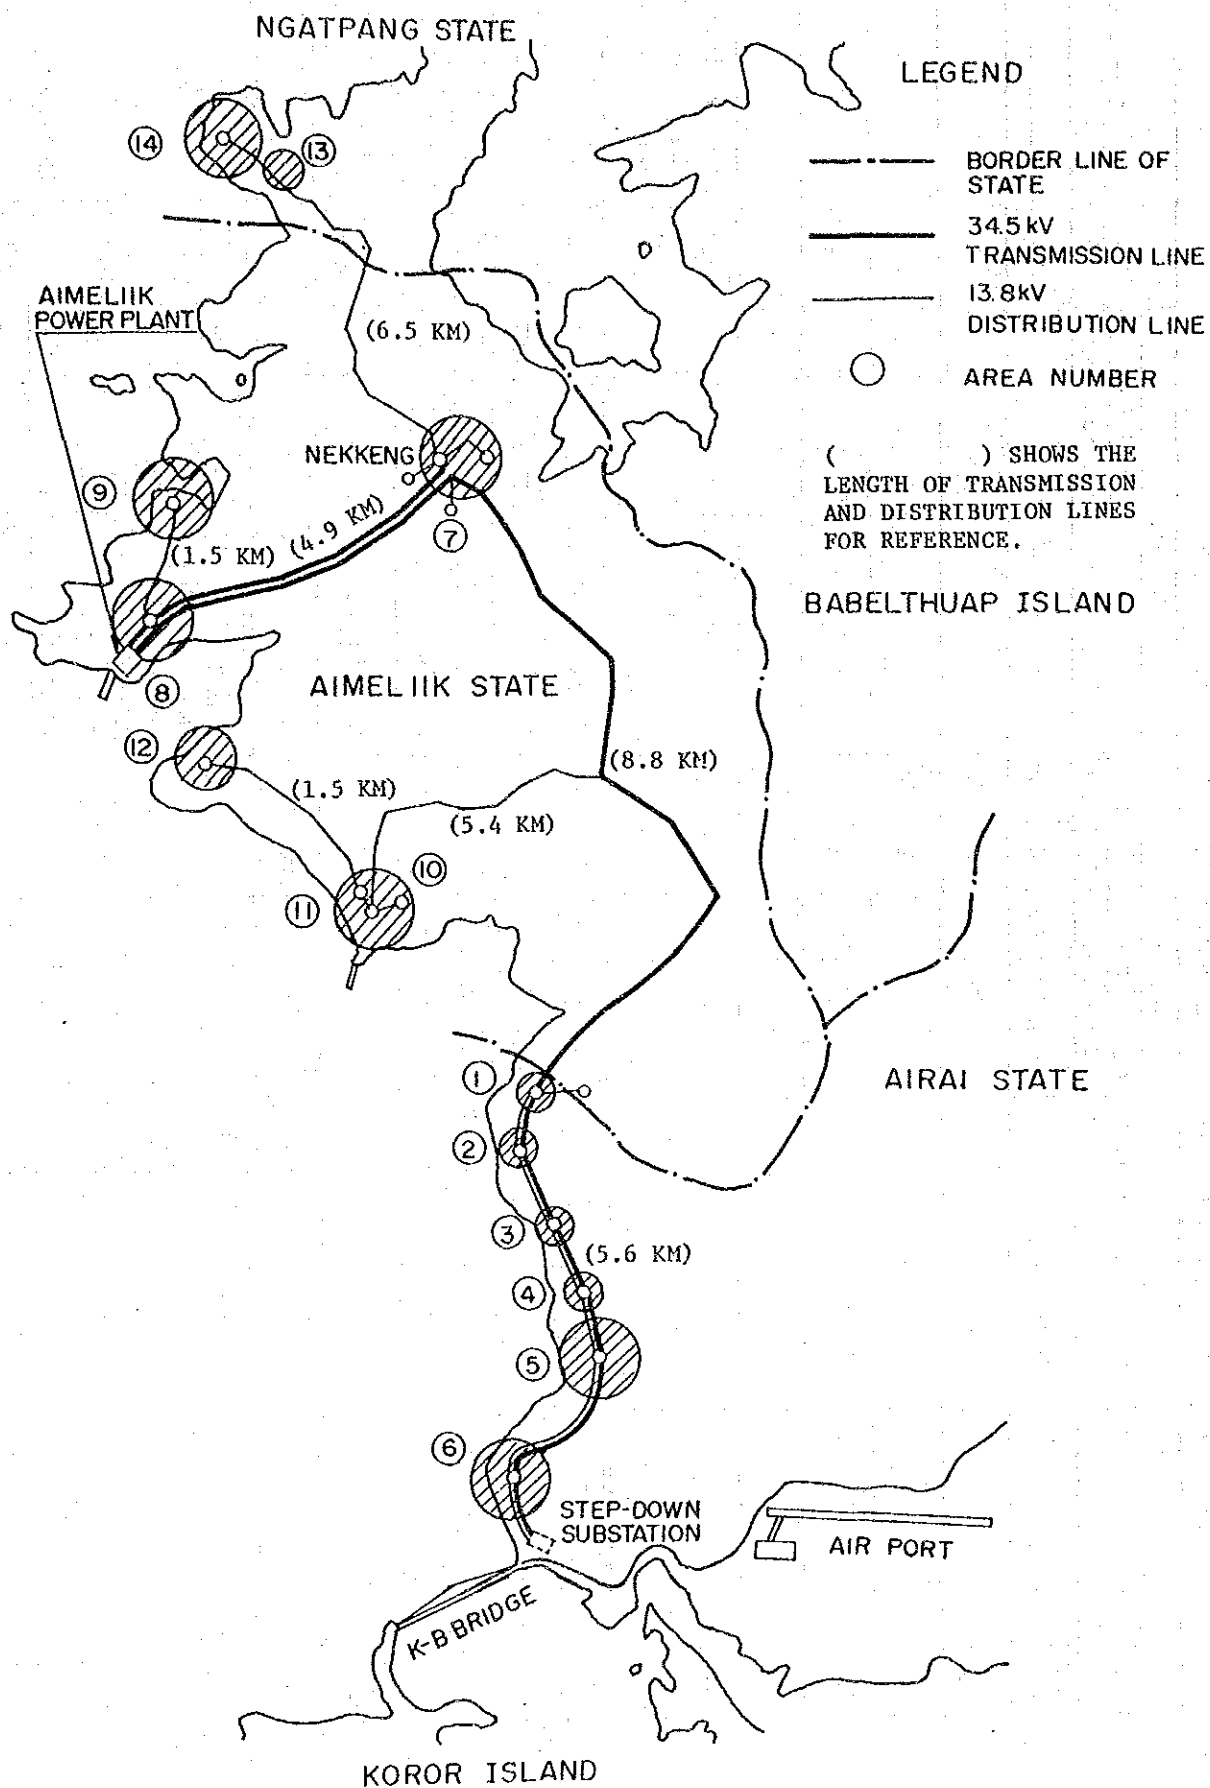 NGATPANG STATE
LEGEND
BORDER LINE OF
STATE
34.5 kV
TRANSMISSION LINE
13.8kV
DISTRIBUTION LINE
AREA NUMBER
( ) SHOWS THE
LENGTH OF TRANSMISSION
AND DISTRIBUTION LINES
FOR REFERENCE.
14
13
AIMELIIK
POWER PLANT
(6.5 KM)
NEKKENG
9
(1.5 KM)
(4.9 KM)
7
BABELTHUAP ISLAND
8
AIMELIIK STATE
12
(8.8 KM)
(1.5 KM)
(5.4 KM)
10
11
1
AIRAI STATE
2
3
(5.6 KM)
4
5
6
STEP-DOWN
SUBSTATION
AIR PORT
K-B BRIDGE
KOROR ISLAND